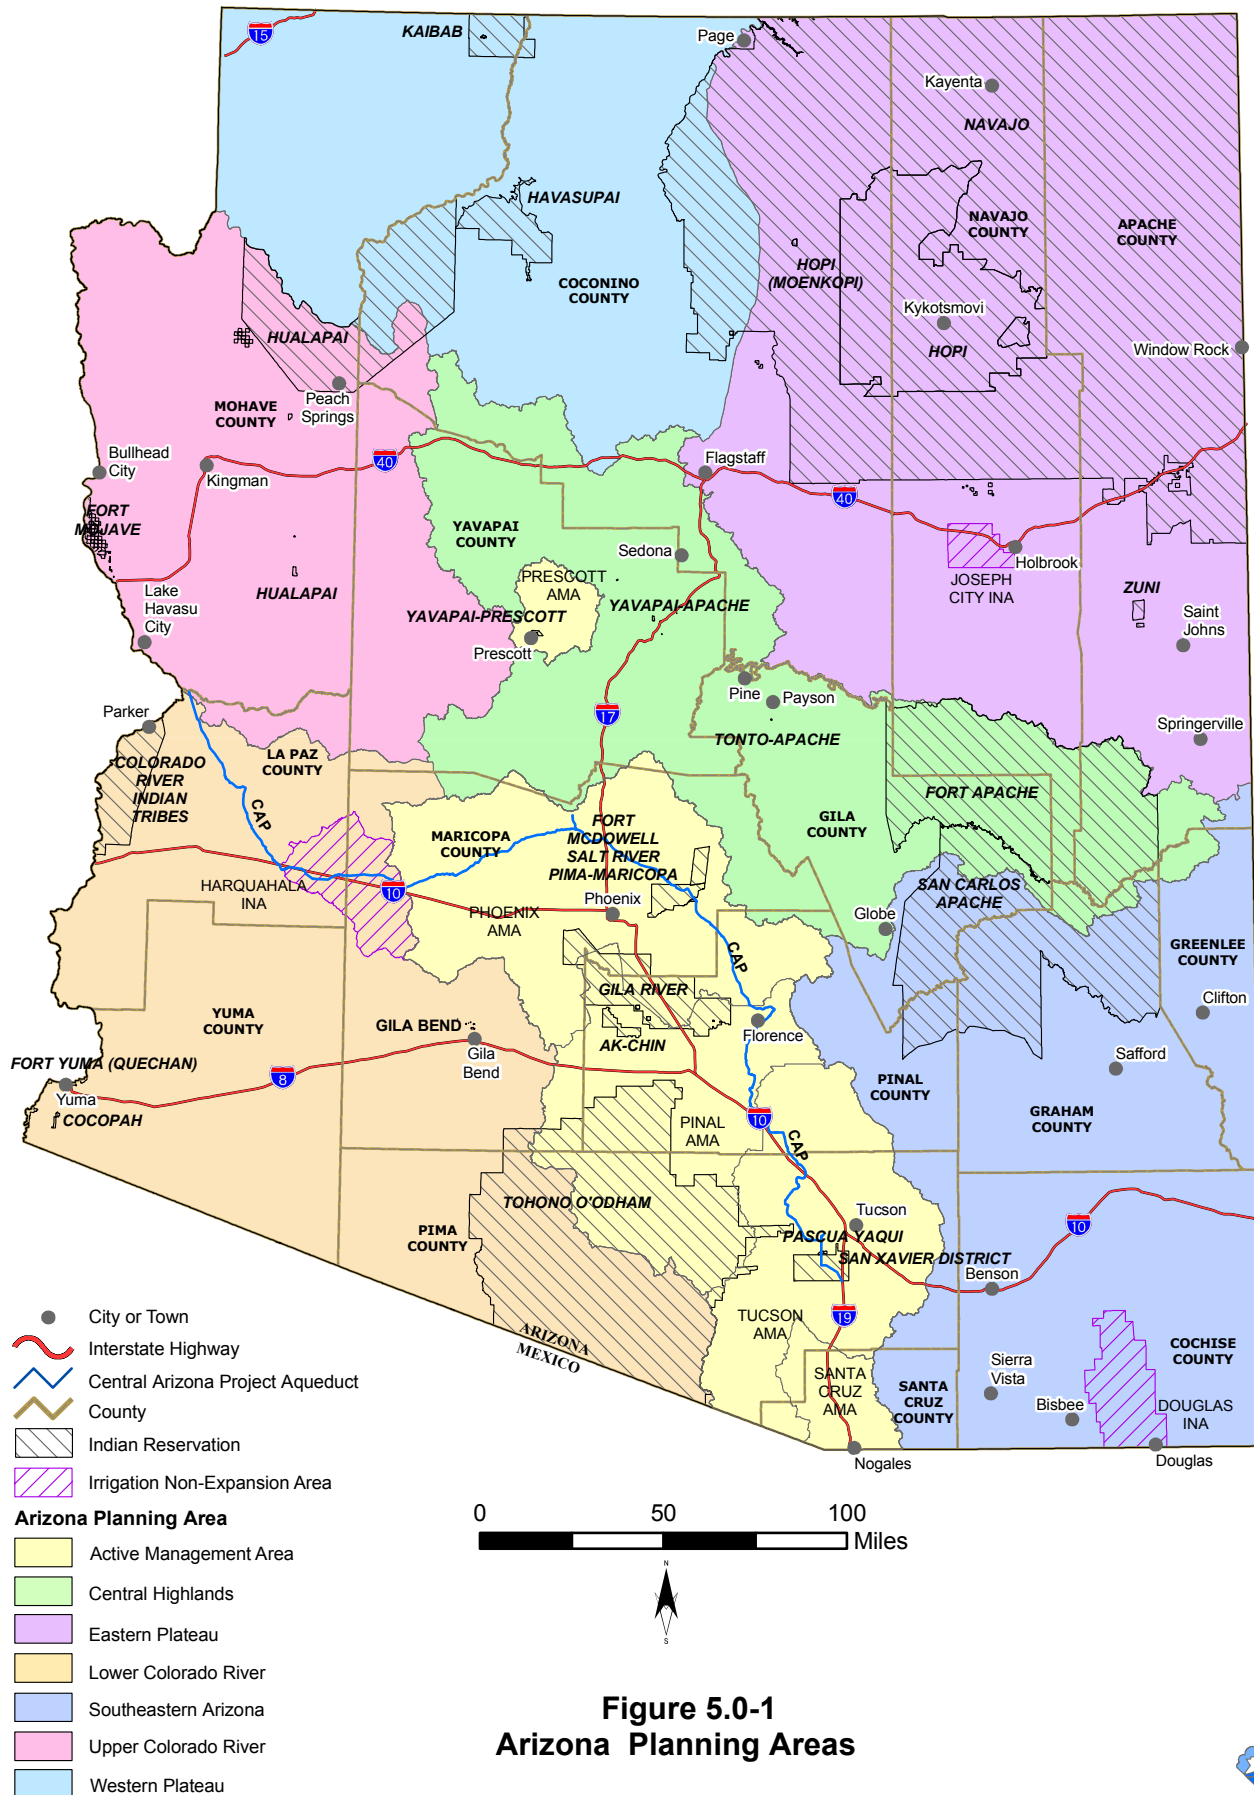 15
KAIBAB
Page
Kayenta
NAVAJO
HAVASUPAI
NAVAJO
COUNTY
APACHE
COUNTY
COCONINO
COUNTY
HOPI
(MOENKOPI)
Kykotsmovi
HOPI
Window Rock
HUALAPAI
Peach
Springs
MOHAVE
COUNTY
Bullhead
City
Kingman
40
Flagstaff
40
FORT
MOJAVE
YAVAPAI
COUNTY
Sedona
Holbrook
JOSEPH
CITY INA
ZUNI
Saint
Johns
PRESCOTT
AMA
HUALAPAI
Lake
Havasu
City
YAVAPAI-PRESCOTT
YAVAPAI-APACHE
Prescott
Pine
Payson
Parker
17
TONTO-APACHE
Springerville
LA PAZ
COUNTY
COLORADO
RIVER
INDIAN
TRIBES
CAP
FORT APACHE
GILA
COUNTY
MARICOPA
COUNTY
FORT
MCDOWELL
SALT RIVER
PIMA-MARICOPA
HARQUAHALA
INA
10
PHOENIX
AMA
Phoenix
SAN CARLOS
APACHE
Globe
CAP
GREENLEE
COUNTY
Clifton
GILA RIVER
YUMA
COUNTY
GILA BEND
Gila
Bend
AK-CHIN
Florence
Safford
FORT YUMA (QUECHAN)
Yuma
COCOPAH
8
PINAL
COUNTY
GRAHAM
COUNTY
PINAL
AMA
10
CAP
TOHONO O'ODHAM
Tucson
10
PIMA
COUNTY
PASCUA YAQUI
SAN XAVIER DISTRICT
Benson
TUCSON
AMA
19
ARIZONA
MEXICO
COCHISE
COUNTY
Sierra
Vista
SANTA
CRUZ
AMA
SANTA
CRUZ
COUNTY
Bisbee
DOUGLAS
INA
Nogales
Douglas
City or Town
Interstate Highway
Central Arizona Project Aqueduct
County
Indian Reservation
Irrigation Non-Expansion Area
Arizona Planning Area
Active Management Area
Central Highlands
Eastern Plateau
Lower Colorado River
Southeastern Arizona
Upper Colorado River
Western Plateau
0 50 100
Miles
N
S
Figure 5.0-1
Arizona Planning Areas